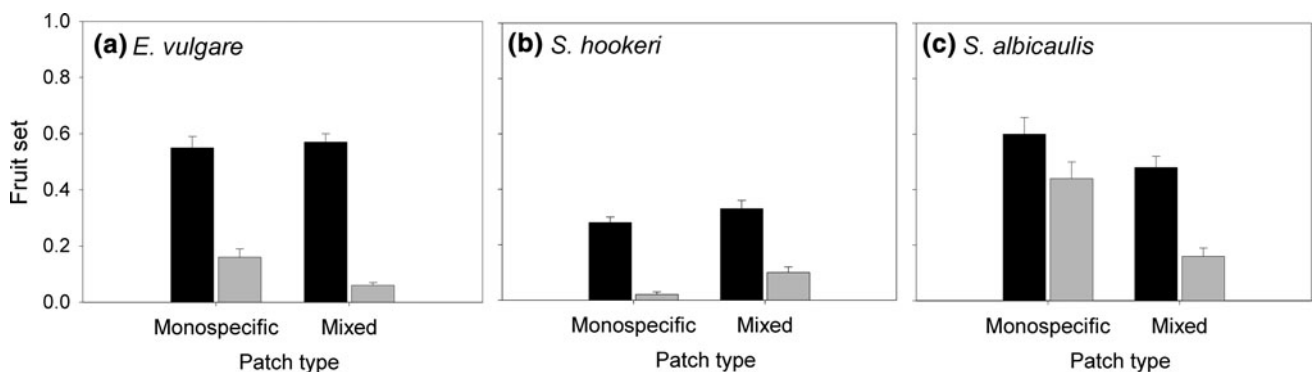 (a) E. vulgare
(b) S. hookeri
(c) S. albicaulis
Fruit set
1.0
0.8
0.6
0.4
0.2
0.0
Monospecific Mixed
Patch type
Monospecific Mixed
Patch type
Monospecific Mixed
Patch type